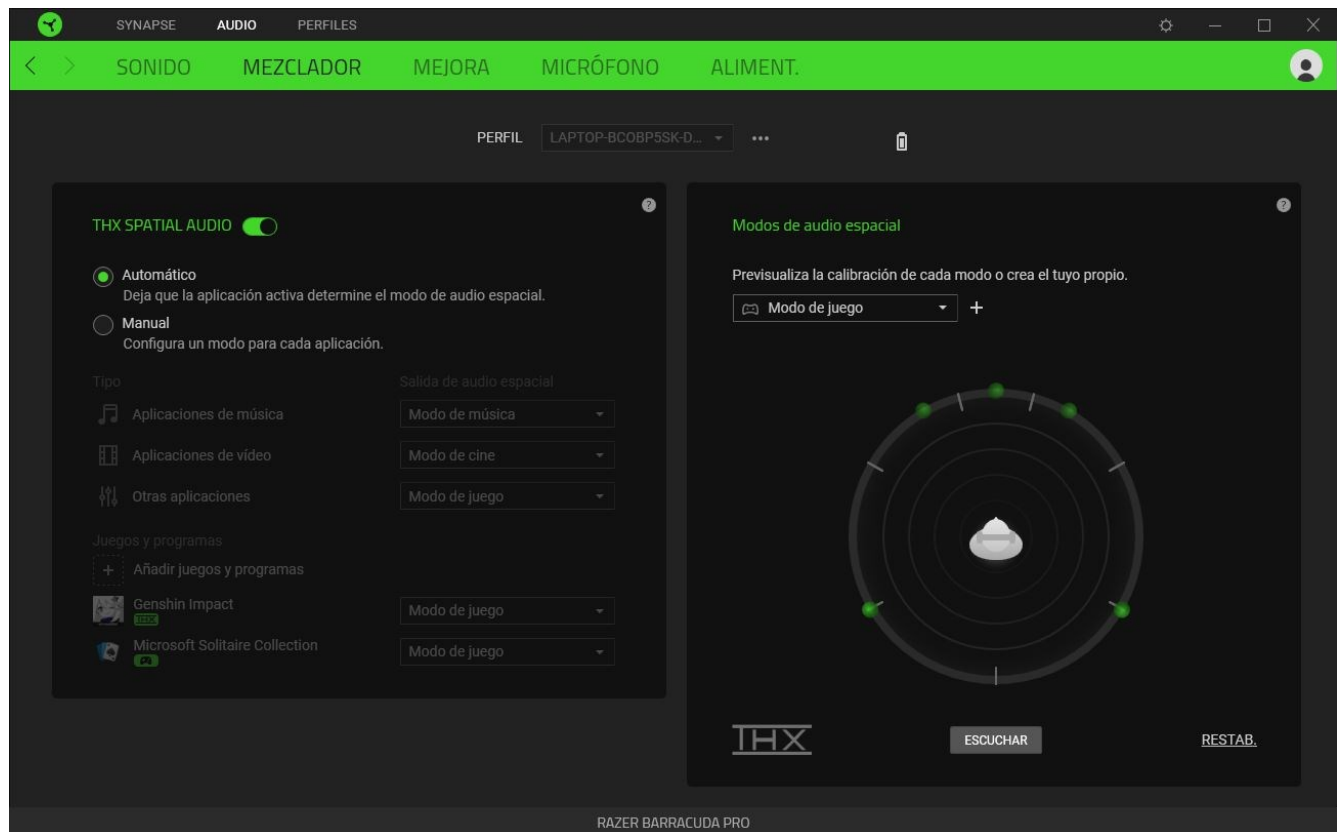 SYNAPSE AUDIO PERFILES
SONIDO MEZCLADOR MEJORA MICRÓFONO ALIMENT.
PERFIL LAPTOP-BCOBP5SK-D...
THX SPATIAL AUDIO
Automático
Deja que la aplicación activa determine el modo de audio espacial.
Manual
Configura un modo para cada aplicación.
Tipo Salida de audio espacial
Aplicaciones de música Modo de música
Aplicaciones de vídeo Modo de cine
Otras aplicaciones Modo de juego
Juegos y programas
+ Añadir juegos y programas
Genshin Impact Modo de juego
THX
Microsoft Solitaire Collection Modo de juego
Modos de audio espacial
Previsualiza la calibración de cada modo o crea el tuyo propio.
Modo de juego +
THX ESCUCHAR RESTAB.
RAZER BARRACUDA PRO